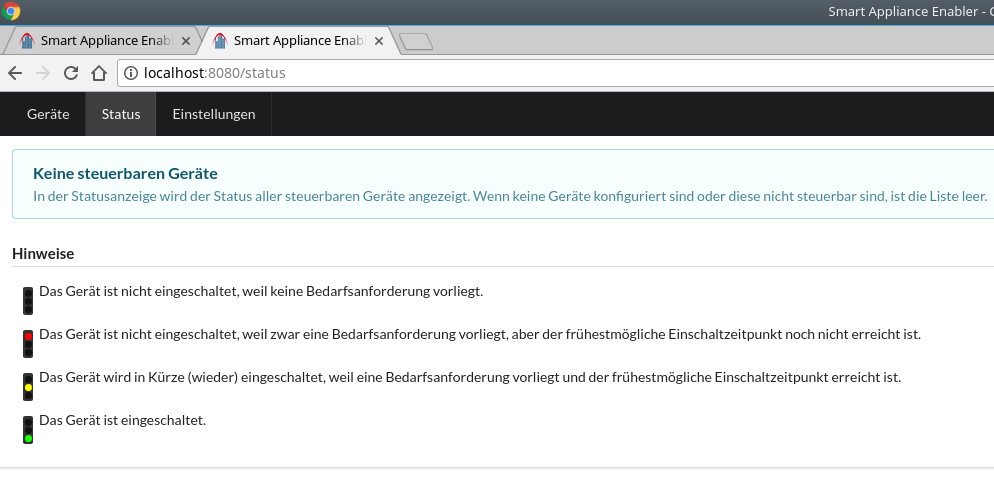 Smart Appliance Enabler -
Smart Appliance Enabl
Smart Appliance Enabl
localhost:8080/status
Geräte Status Einstellungen
Keine steuerbaren Geräte
In der Statusanzeige wird der Status aller steuerbaren Geräte angezeigt. Wenn keine Geräte konfiguriert sind oder diese nicht steuerbar sind, ist die Liste leer.
Hinweise
Das Gerät ist nicht eingeschaltet, weil keine Bedarfsanforderung vorliegt.
Das Gerät ist nicht eingeschaltet, weil zwar eine Bedarfsanforderung vorliegt, aber der frühestmögliche Einschaltzeitpunkt noch nicht erreicht ist.
Das Gerät wird in Kürze (wieder) eingeschaltet, weil eine Bedarfsanforderung vorliegt und der frühestmögliche Einschaltzeitpunkt erreicht ist.
Das Gerät ist eingeschaltet.